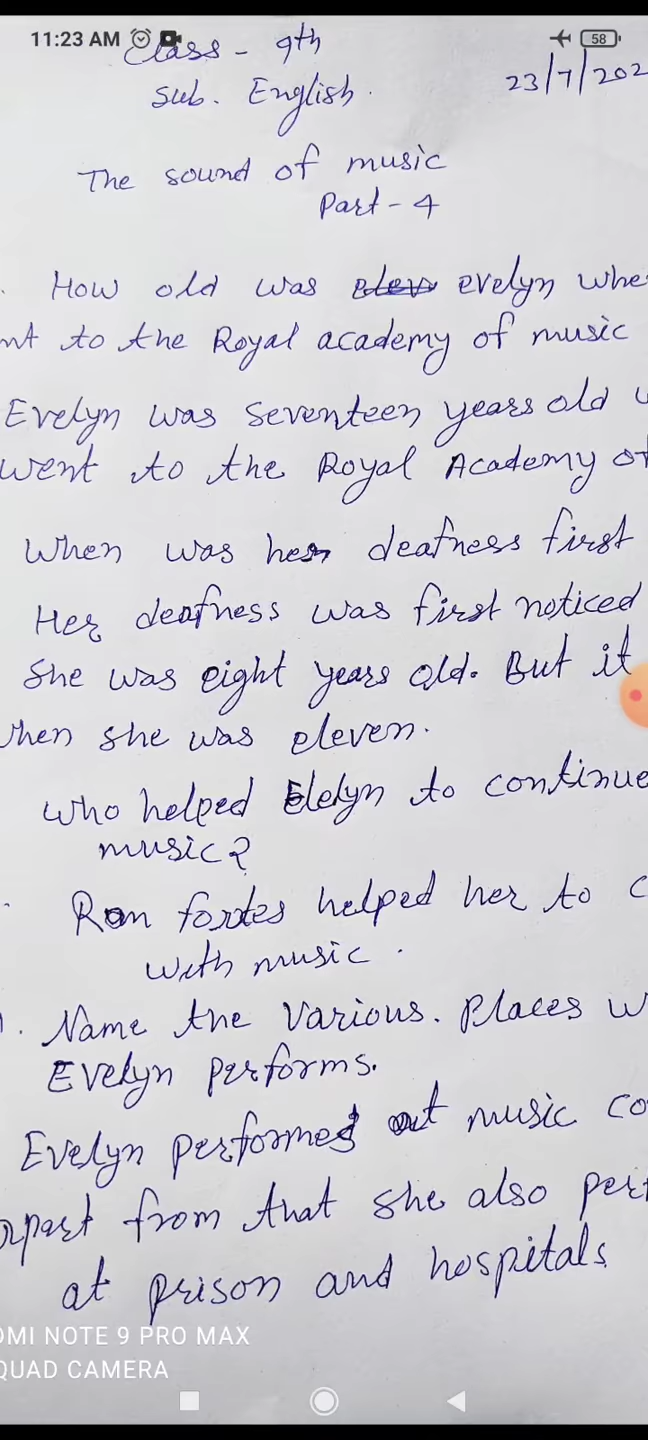 11:23 AM
58
Class - 9th
Sub. English.
23/7/202
The sound of music
Part - 4
. How old was evelyn whe
nt to the Royal academy of music
Evelyn was seventeen years old w
went to the Royal Academy of
When was her deafness first
Her deafness was first noticed
She was eight years old. But it
when she was eleven.
who helped Elelyn to continue
music?
Ron fortes helped her to c
with music.
. Name the various. Places w
Evelyn performs.
Evelyn performed at music co
apart from that she also per
at prison and hospitals
DMI NOTE 9 PRO MAX
QUAD CAMERA